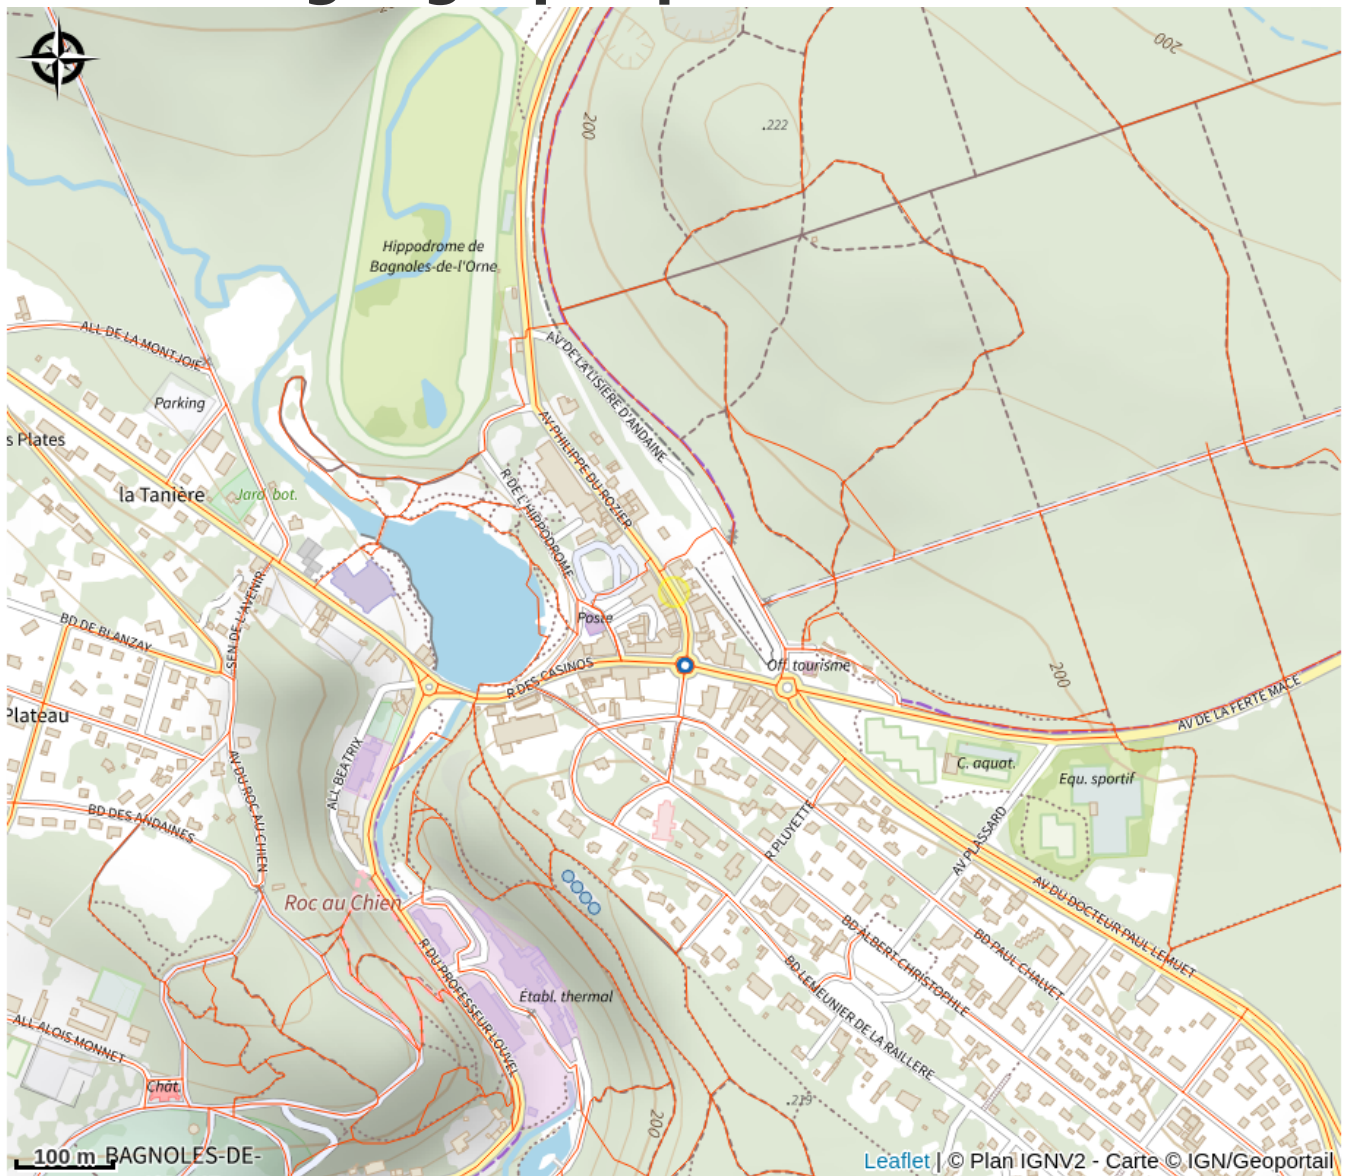 200
200
.222
Hippodrome de
Bagnoles-de-l'Orne
ALL DE LA MONTJOIE
AV DE LA LISIERE D'ANDAINE
Parking
AV PHILIPPE DU ROZIER
s Plates
la Tanière
Jard. bot.
R DE L'HIPPODROME
SEN DE L'AVENIR
BD DE BLANZAY
Poste
R DES CASINOS
Off. tourisme
200
AV DE LA FERTE MACE
Plateau
ALL BEATRIX
AV DU ROC AU CHIEN
C. aquat.
Equ. sportif
BD DES ANDAINES
R PLUYETTE
AV PLASSARD
Roc au Chien
AV DU DOCTEUR PAUL LEMUET
BD ALBERT CHRISTOPHLE
BD PAUL CHALVET
R DU PROFESSEUR LOUVEL
BD LEMEUNIER DE LA RAILLERE
Établ. thermal
ALL ALOIS MONNET
Chât.
.219
200
100 m
BAGNOLES-DE-
Leaflet | © Plan IGNV2 - Carte © IGN/Geoportail